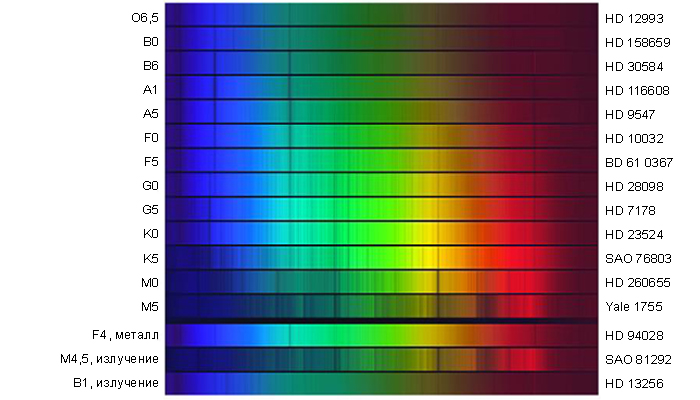 O6,5 HD 12993
B0 HD 158659
B6 HD 30584
A1 HD 116608
A5 HD 9547
F0 HD 10032
F5 BD 61 0367
G0 HD 28098
G5 HD 7178
K0 HD 23524
K5 SAO 76803
M0 HD 260655
M5 Yale 1755
F4, металл HD 94028
M4,5, излучение SAO 81292
B1, излучение HD 13256